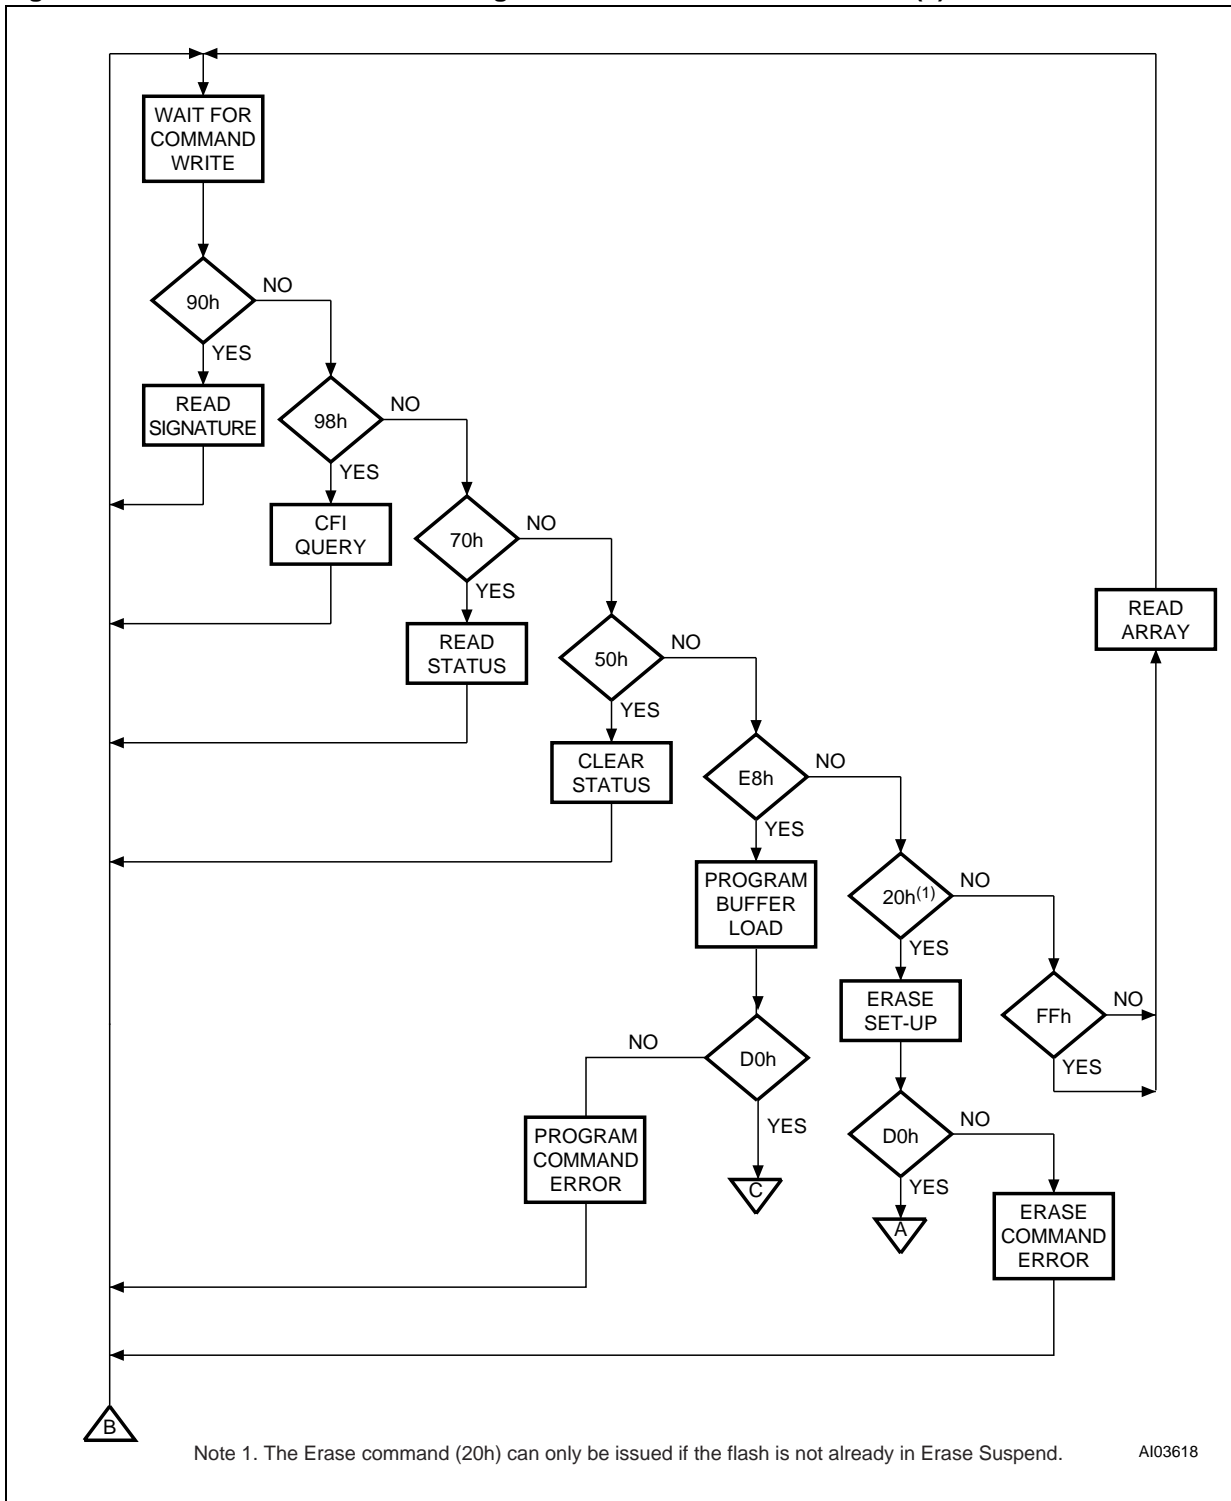 WAIT FOR
COMMAND
WRITE
90h
NO
YES
READ
SIGNATURE
98h
NO
YES
CFI
QUERY
70h
NO
YES
READ
STATUS
50h
NO
YES
CLEAR
STATUS
READ
ARRAY
E8h
NO
YES
PROGRAM
BUFFER
LOAD
20h(1)
NO
YES
ERASE
SET-UP
FFh
NO
YES
D0h
NO
YES
PROGRAM
COMMAND
ERROR
C
D0h
NO
YES
A
ERASE
COMMAND
ERROR
B
Note 1. The Erase command (20h) can only be issued if the flash is not already in Erase Suspend.
AI03618